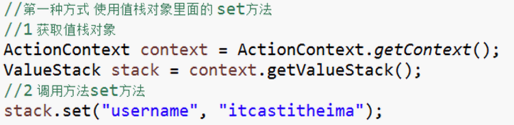 //第一种方式 使用值栈对象里面的 set方法
//1 获取值栈对象
ActionContext context = ActionContext.getContext();
ValueStack stack = context.getValueStack();
//2 调用方法set方法
stack.set("username", "itcastitheima");